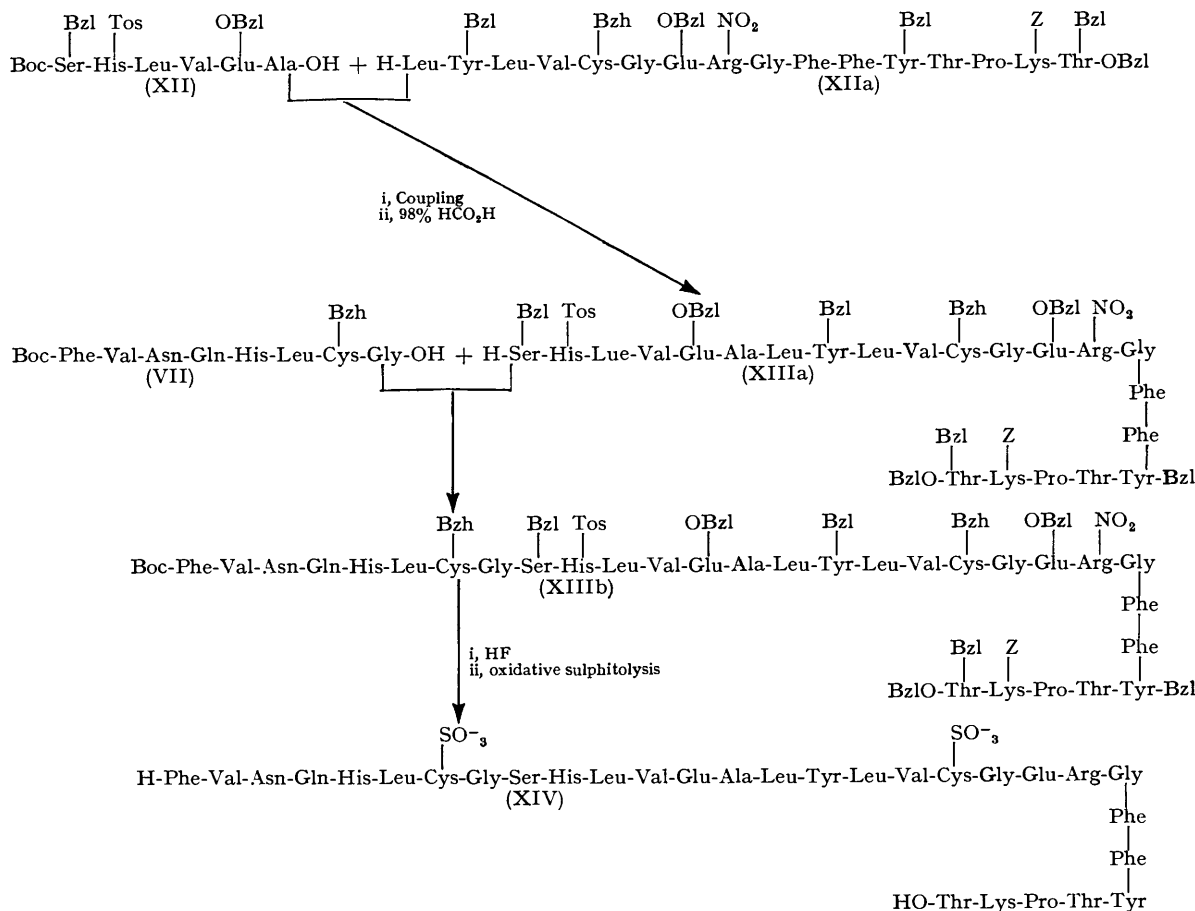 Bzl Tos OBzl Bzl Bzh OBzl NO₂ Bzl Z Bzl
Boc-Ser-His-Leu-Val-Glu-Ala-OH + H-Leu-Tyr-Leu-Val-Cys-Gly-Glu-Arg-Gly-Phe-Phe-Tyr-Thr-Pro-Lys-Thr-OBzl
(XII) (XIIa)
i, Coupling
ii, 98% HCO₂H
Bzh Bzl Tos OBzl Bzl Bzh OBzl NO₂
Boc-Phe-Val-Asn-Gln-His-Leu-Cys-Gly-OH + H-Ser-His-Lue-Val-Glu-Ala-Leu-Tyr-Leu-Val-Cys-Gly-Glu-Arg-Gly
(VII) (XIIIa)
Phe
Bzl Z Phe
BzlO-Thr-Lys-Pro-Thr-Tyr-Bzl
Bzh Bzl Tos OBzl Bzl Bzh OBzl NO₂
Boc-Phe-Val-Asn-Gln-His-Leu-Cys-Gly-Ser-His-Leu-Val-Glu-Ala-Leu-Tyr-Leu-Val-Cys-Gly-Glu-Arg-Gly
(XIIIb)
Phe
i, HF
ii, oxidative sulphitolysis
Bzl Z Phe
BzlO-Thr-Lys-Pro-Thr-Tyr-Bzl
SO⁻₃ SO⁻₃
H-Phe-Val-Asn-Gln-His-Leu-Cys-Gly-Ser-His-Leu-Val-Glu-Ala-Leu-Tyr-Leu-Val-Cys-Gly-Glu-Arg-Gly
(XIV)
Phe
Phe
HO-Thr-Lys-Pro-Thr-Tyr